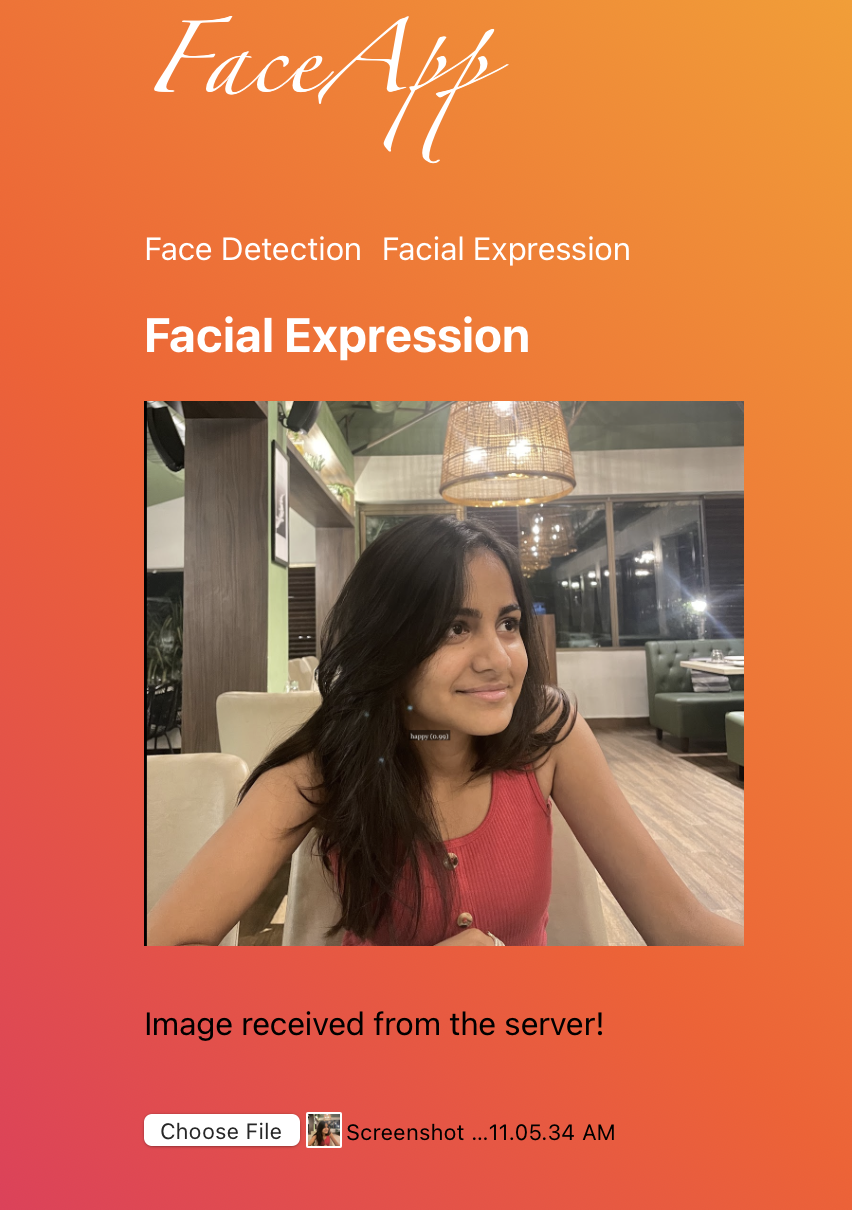 FaceApp
Face Detection Facial Expression
Facial Expression
happy (0.99)
Image received from the server!
Choose File Screenshot ...11.05.34 AM